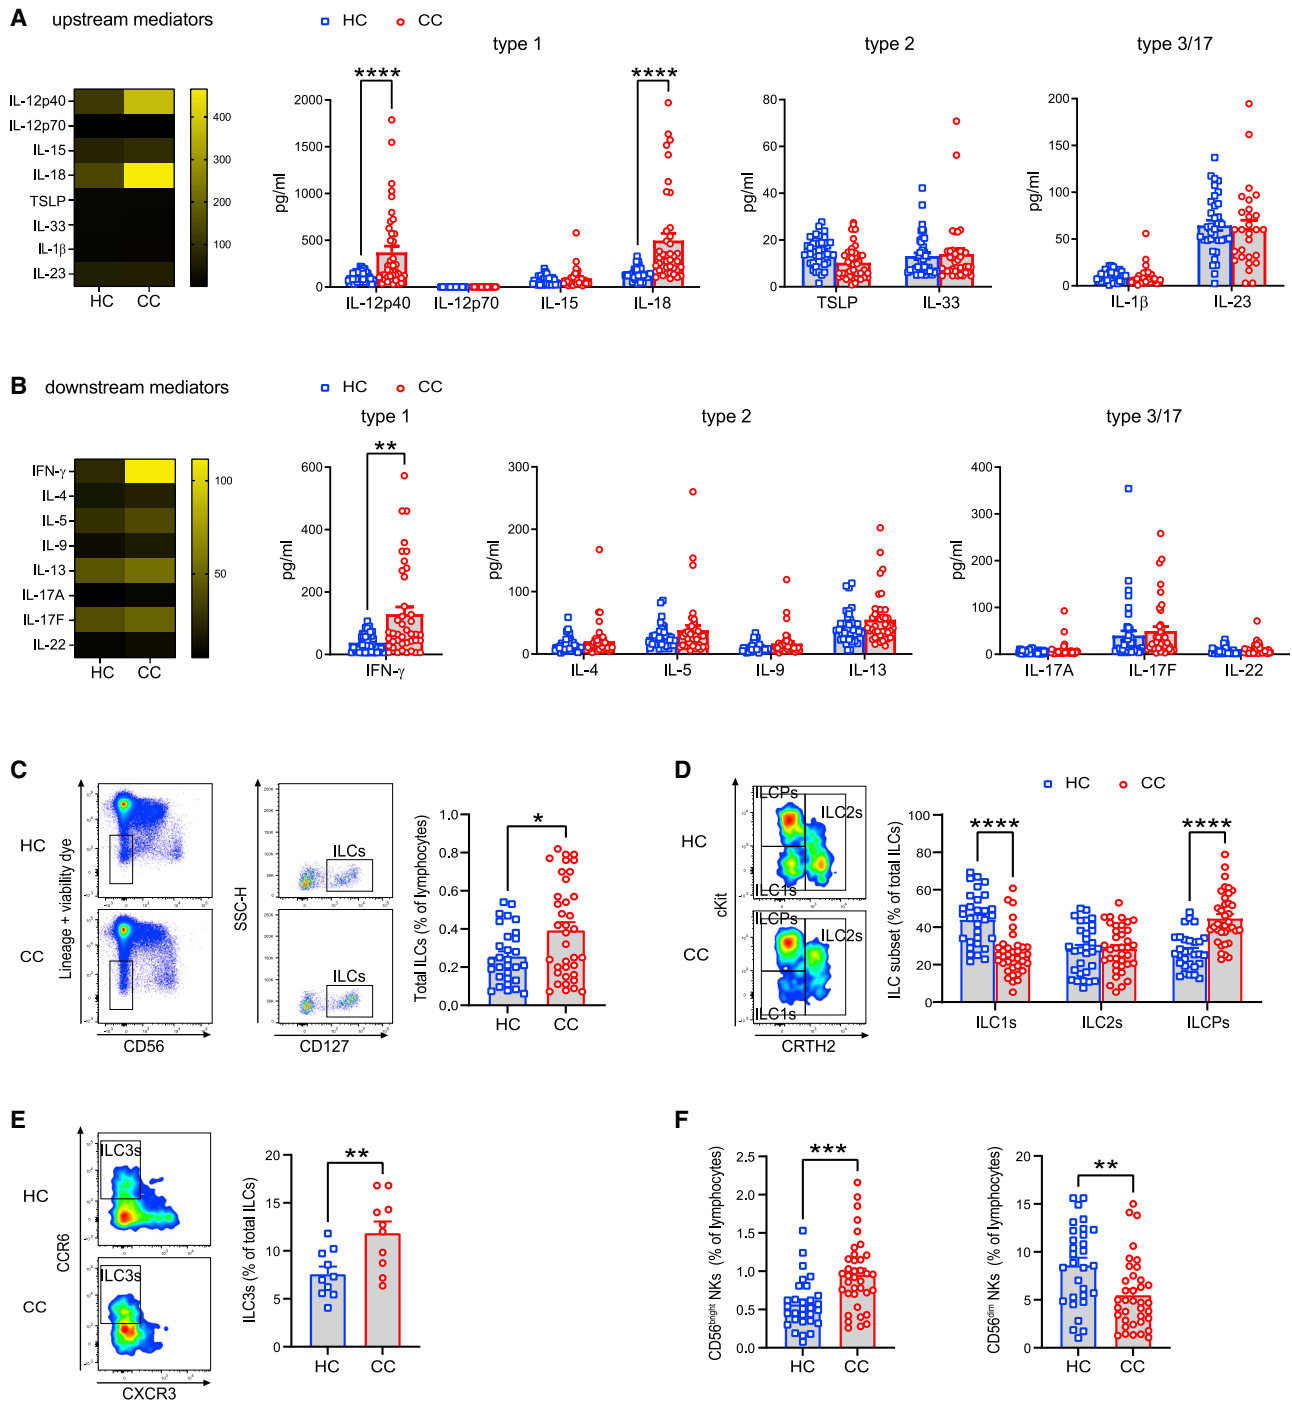 A upstream mediators
HC CC
type 1 type 2 type 3/17
IL-12p40
IL-12p70
IL-15
IL-18
TSLP
IL-33
IL-1β
IL-23
HC CC
400
200
pg/ml
2000
1500
1000
500
0
**** ****
IL-12p40 IL-12p70 IL-15 IL-18
pg/ml
80
60
40
20
0
TSLP IL-33
pg/ml
200
150
100
50
0
IL-1β IL-23
B downstream mediators
HC CC
type 1 type 2 type 3/17
IFN-γ
IL-4
IL-5
IL-9
IL-13
IL-17A
IL-17F
IL-22
HC CC
100
50
pg/ml
600
400
200
0
**
IFN-γ
pg/ml
300
200
100
0
IL-4 IL-5 IL-9 IL-13
pg/ml
400
300
200
100
0
IL-17A IL-17F IL-22
C
HC
CC
Lineage + viability dye
CD56
SSC-H
ILCs
ILCs
CD127
Total ILCs (% of lymphocytes)
1.0
0.8
0.6
0.4
0.2
0.0
*
HC CC
D
HC
CC
cKit
ILCPs
ILC2s
ILC1s
ILCPs
ILC2s
ILC1s
CRTH2
HC CC
ILC subset (% of total ILCs)
100
80
60
40
20
0
**** ****
ILC1s ILC2s ILCPs
E
HC
CC
CCR6
ILC3s
ILC3s
CXCR3
ILC3s (% of total ILCs)
20
15
10
5
0
**
HC CC
F
CD56bright NKs (% of lymphocytes)
2.5
2.0
1.5
1.0
0.5
0.0
***
HC CC
CD56dim NKs (% of lymphocytes)
20
15
10
5
0
**
HC CC